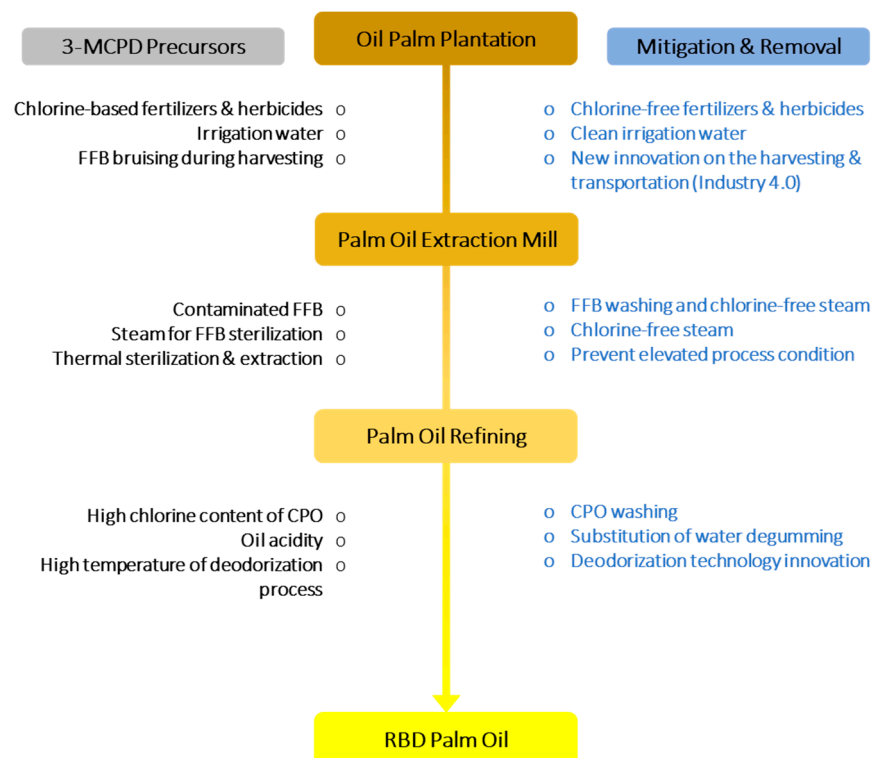 3-MCPD Precursors
Oil Palm Plantation
Mitigation & Removal
Chlorine-based fertilizers & herbicides o
Irrigation water o
FFB bruising during harvesting o
o Chlorine-free fertilizers & herbicides
o Clean irrigation water
o New innovation on the harvesting &
transportation (Industry 4.0)
Palm Oil Extraction Mill
Contaminated FFB o
Steam for FFB sterilization o
Thermal sterilization & extraction o
o FFB washing and chlorine-free steam
o Chlorine-free steam
o Prevent elevated process condition
Palm Oil Refining
High chlorine content of CPO o
Oil acidity o
High temperature of deodorization o
process
o CPO washing
o Substitution of water degumming
o Deodorization technology innovation
RBD Palm Oil